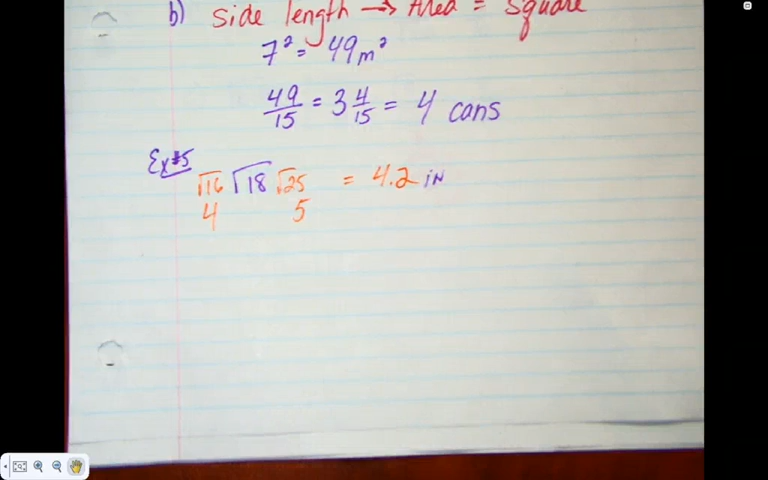 b) side length → Area = square
7² = 49m²
49/15 = 3 4/15 = 4 cans
Ex#5
√16 √18 √25 = 4.2 in
4 5